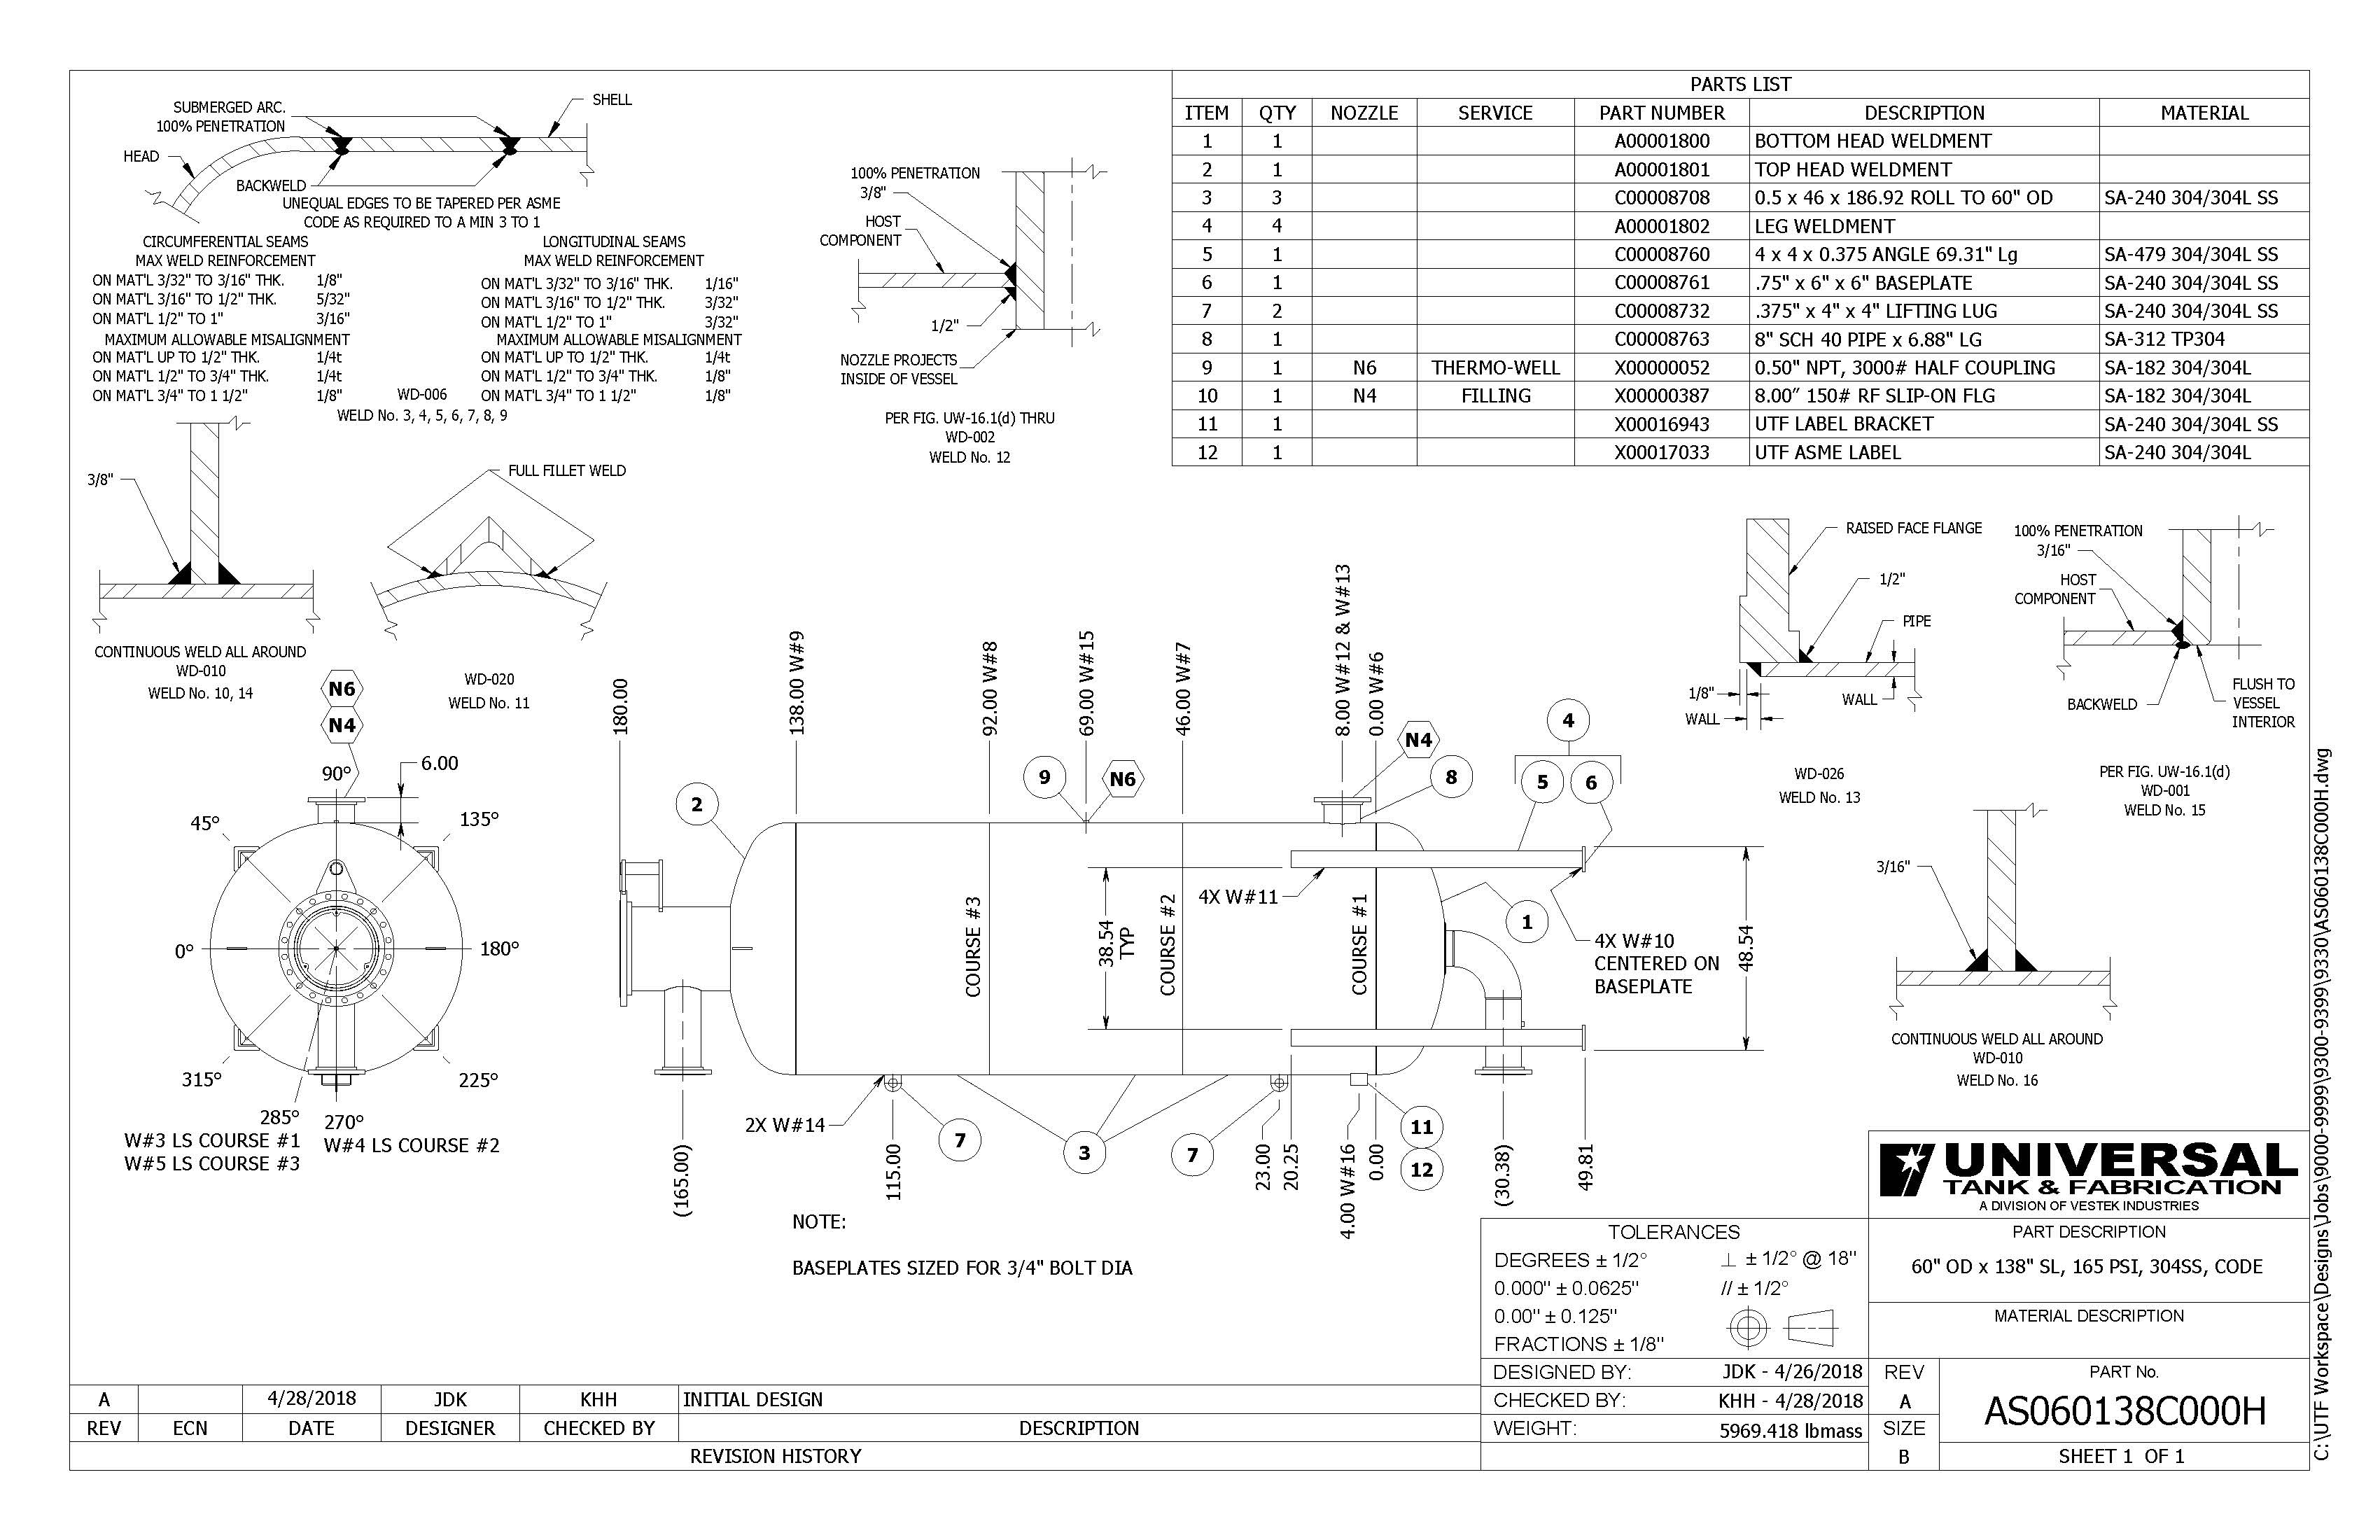 SUBMERGED ARC.
100% PENETRATION
SHELL
HEAD
BACKWELD
UNEQUAL EDGES TO BE TAPERED PER ASME
CODE AS REQUIRED TO A MIN 3 TO 1
CIRCUMFERENTIAL SEAMS
MAX WELD REINFORCEMENT
ON MAT'L 3/32" TO 3/16" THK. 1/8"
ON MAT'L 3/16" TO 1/2" THK. 5/32"
ON MAT'L 1/2" TO 1" 3/16"
MAXIMUM ALLOWABLE MISALIGNMENT
ON MAT'L UP TO 1/2" THK. 1/4t
ON MAT'L 1/2" TO 3/4" THK. 1/4t
ON MAT'L 3/4" TO 1 1/2" 1/8"
LONGITUDINAL SEAMS
MAX WELD REINFORCEMENT
ON MAT'L 3/32" TO 3/16" THK. 1/16"
ON MAT'L 3/16" TO 1/2" THK. 3/32"
ON MAT'L 1/2" TO 1" 3/32"
MAXIMUM ALLOWABLE MISALIGNMENT
ON MAT'L UP TO 1/2" THK. 1/4t
ON MAT'L 1/2" TO 3/4" THK. 1/8"
ON MAT'L 3/4" TO 1 1/2" 1/8"
WD-006
WELD No. 3, 4, 5, 6, 7, 8, 9
100% PENETRATION
3/8"
HOST
COMPONENT
1/2"
NOZZLE PROJECTS
INSIDE OF VESSEL
PER FIG. UW-16.1(d) THRU
WD-002
WELD No. 12
PARTS LIST
ITEM QTY NOZZLE SERVICE PART NUMBER DESCRIPTION MATERIAL
1 1 A00001800 BOTTOM HEAD WELDMENT
2 1 A00001801 TOP HEAD WELDMENT
3 3 C00008708 0.5 x 46 x 186.92 ROLL TO 60" OD SA-240 304/304L SS
4 4 A00001802 LEG WELDMENT
5 1 C00008760 4 x 4 x 0.375 ANGLE 69.31" Lg SA-479 304/304L SS
6 1 C00008761 .75" x 6" x 6" BASEPLATE SA-240 304/304L SS
7 2 C00008732 .375" x 4" x 4" LIFTING LUG SA-240 304/304L SS
8 1 C00008763 8" SCH 40 PIPE x 6.88" LG SA-312 TP304
9 1 N6 THERMO-WELL X00000052 0.50" NPT, 3000# HALF COUPLING SA-182 304/304L
10 1 N4 FILLING X00000387 8.00″ 150# RF SLIP-ON FLG SA-182 304/304L
11 1 X00016943 UTF LABEL BRACKET SA-240 304/304L SS
12 1 X00017033 UTF ASME LABEL SA-240 304/304L
3/8"
CONTINUOUS WELD ALL AROUND
WD-010
WELD No. 10, 14
FULL FILLET WELD
WD-020
WELD No. 11
RAISED FACE FLANGE
1/2"
PIPE
1/8"
WALL
WALL
WD-026
WELD No. 13
100% PENETRATION
3/16"
HOST
COMPONENT
BACKWELD
FLUSH TO
VESSEL
INTERIOR
PER FIG. UW-16.1(d)
WD-001
WELD No. 15
3/16"
CONTINUOUS WELD ALL AROUND
WD-010
WELD No. 16
N6
N4
90°
6.00
45°
135°
0°
180°
315°
225°
285°
270°
W#3 LS COURSE #1
W#5 LS COURSE #3
W#4 LS COURSE #2
180.00
138.00 W#9
92.00 W#8
69.00 W#15
46.00 W#7
8.00 W#12 & W#13
0.00 W#6
2
9
N6
N4
8
4
5
6
4X W#11
COURSE #3
38.54
TYP
COURSE #2
COURSE #1
1
4X W#10
CENTERED ON
BASEPLATE
48.54
2X W#14
7
3
7
11
12
(165.00)
115.00
23.00
20.25
4.00 W#16
0.00
(30.38)
49.81
NOTE:
BASEPLATES SIZED FOR 3/4" BOLT DIA
UNIVERSAL
TANK & FABRICATION
A DIVISION OF VESTEK INDUSTRIES
TOLERANCES
DEGREES ± 1/2°
⊥ ± 1/2° @ 18"
0.000" ± 0.0625"
// ± 1/2°
0.00" ± 0.125"
FRACTIONS ± 1/8"
PART DESCRIPTION
60" OD x 138" SL, 165 PSI, 304SS, CODE
MATERIAL DESCRIPTION
DESIGNED BY: JDK - 4/26/2018
CHECKED BY: KHH - 4/28/2018
WEIGHT: 5969.418 lbmass
REV
A
SIZE
B
PART No.
AS060138C000H
SHEET 1 OF 1
A 4/28/2018 JDK KHH INITIAL DESIGN
REV ECN DATE DESIGNER CHECKED BY DESCRIPTION
REVISION HISTORY
C:\UTF Workspace\Designs\Jobs\9000-9999\9300-9399\9330\AS060138C000H.dwg